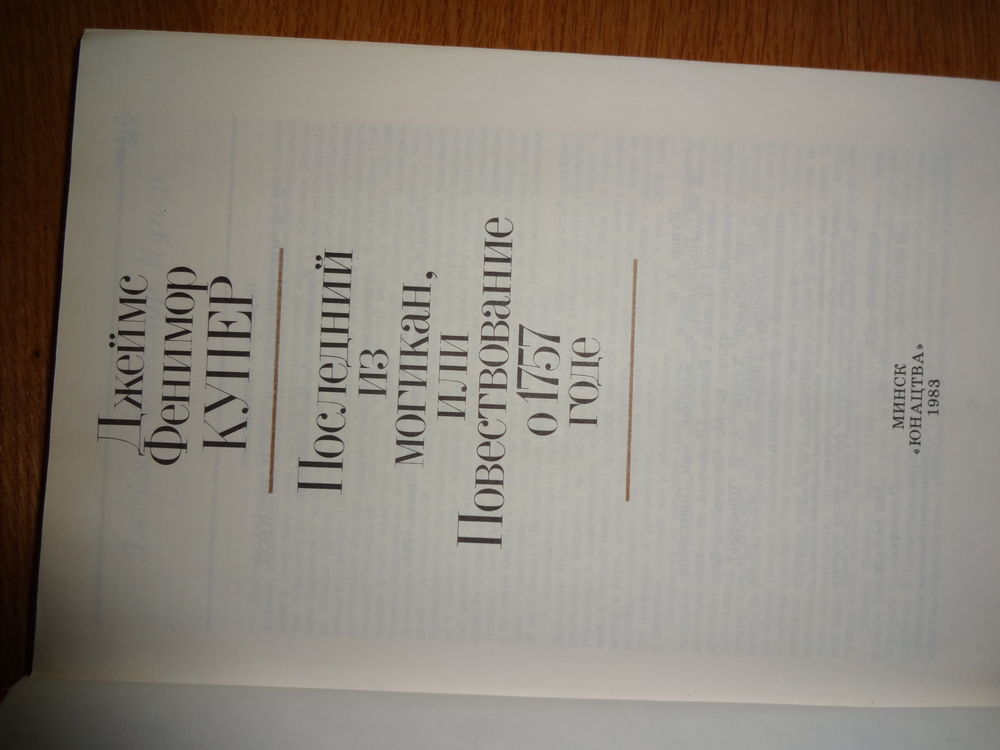 Джеймс
Фенимор
КУПЕР
Последний
из
могикан,
или
Повествование
о 1757
годе
МИНСК
«ЮНАЦТВА»
1983